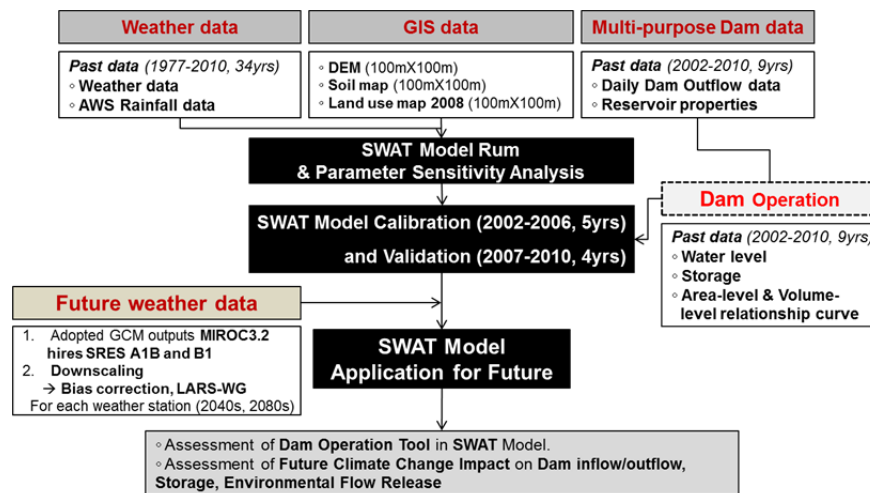 Weather data
GIS data
Multi-purpose Dam data
Past data (1977-2010, 34yrs)
◦ Weather data
◦ AWS Rainfall data
◦ DEM (100mX100m)
◦ Soil map (100mX100m)
◦ Land use map 2008 (100mX100m)
Past data (2002-2010, 9yrs)
◦ Daily Dam Outflow data
◦ Reservoir properties
SWAT Model Rum
& Parameter Sensitivity Analysis
Dam Operation
SWAT Model Calibration (2002-2006, 5yrs)
and Validation (2007-2010, 4yrs)
Past data (2002-2010, 9yrs)
◦ Water level
◦ Storage
◦ Area-level & Volume-
level relationship curve
Future weather data
1. Adopted GCM outputs MIROC3.2
hires SRES A1B and B1
2. Downscaling
→ Bias correction, LARS-WG
For each weather station (2040s, 2080s)
SWAT Model
Application for Future
◦ Assessment of Dam Operation Tool in SWAT Model.
◦ Assessment of Future Climate Change Impact on Dam inflow/outflow,
Storage, Environmental Flow Release